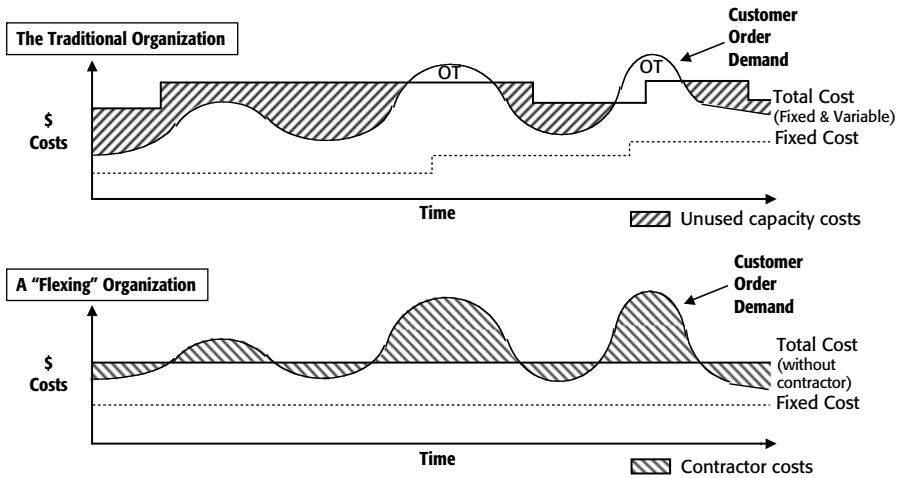 The Traditional Organization
Customer
Order
Demand
OT
OT
$
Costs
Total Cost
(Fixed & Variable)
Fixed Cost
Time
Unused capacity costs
A “Flexing” Organization
Customer
Order
Demand
$
Costs
Total Cost
(without
contractor)
Fixed Cost
Time
Contractor costs